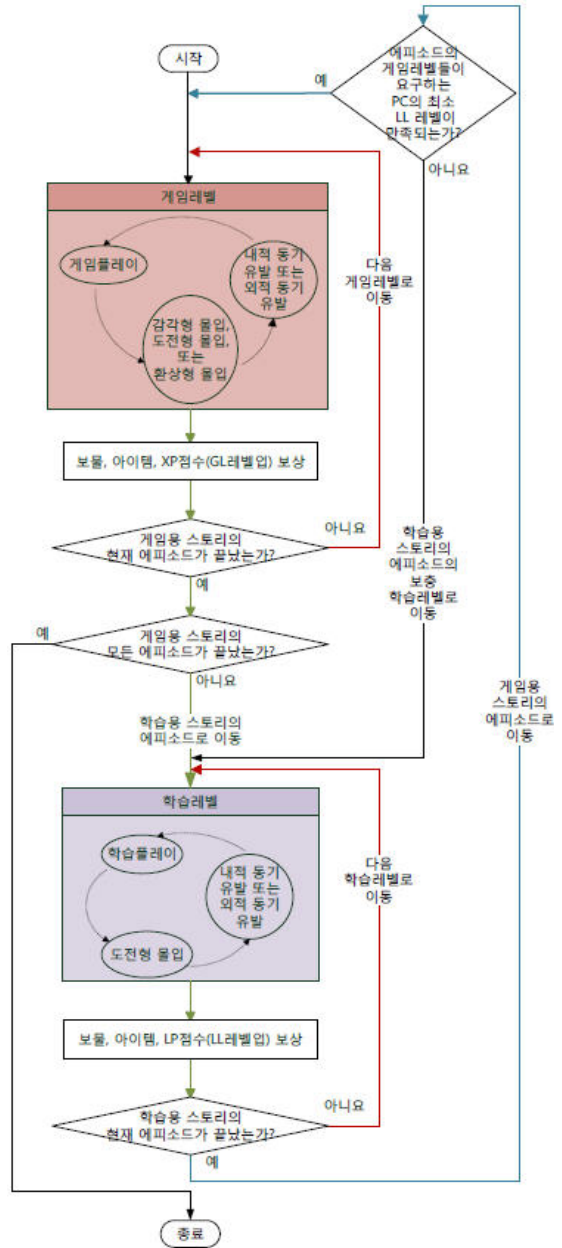 시작
에피소드의
게임레벨들이
요구하는
PC의 최소
LL 레벨이
만족되는가?
예
아니요
게임레벨
게임플레이
내적 동기
유발 또는
외적 동기
유발
감각형 몰입,
도전형 몰입,
또는
환상형 몰입
다음
게임레벨로
이동
보물, 아이템, XP점수(GL레벨업) 보상
게임용 스토리의
현재 에피소드가 끝났는가?
아니요
예
학습용
스토리의
에피소드의
보충
학습레벨로
이동
게임용 스토리의
모든 에피소드가 끝났는가?
예
아니요
학습용 스토리의
에피소드로 이동
게임용
스토리의
에피소드로
이동
학습레벨
학습플레이
내적 동기
유발 또는
외적 동기
유발
도전형 몰입
다음
학습레벨로
이동
보물, 아이템, LP점수(LL레벨업) 보상
학습용 스토리의
현재 에피소드가 끝났는가?
아니요
예
종료